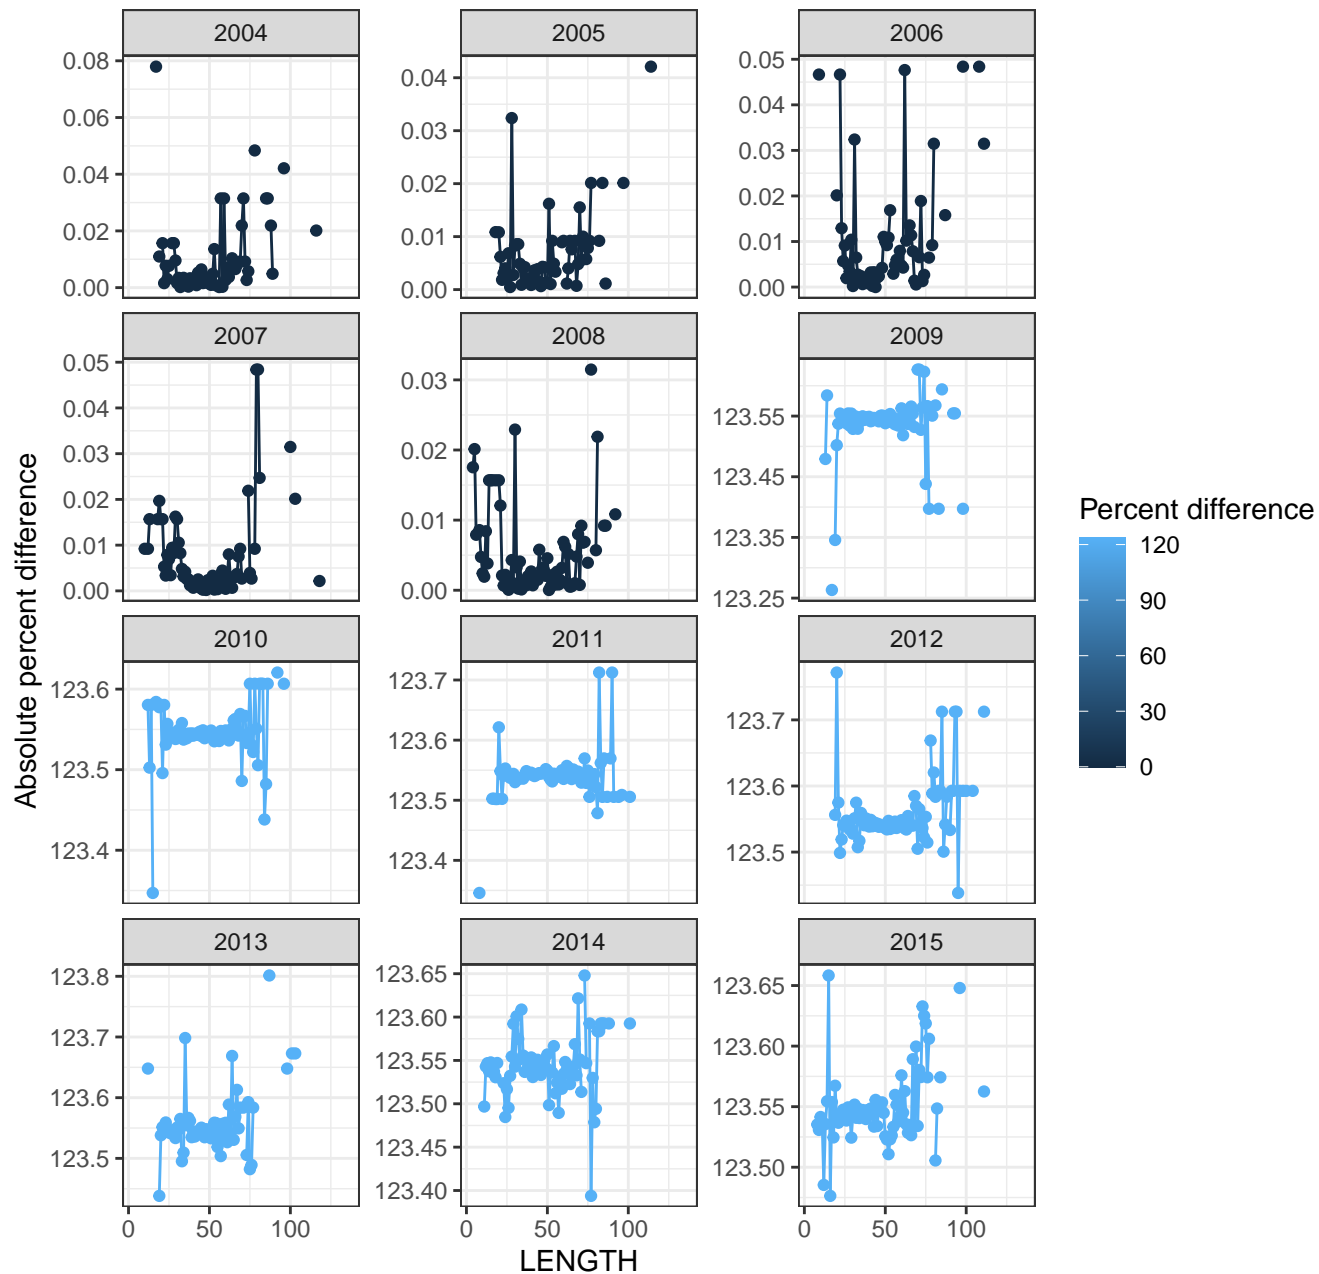 2004 2005 2006
0.08 0.06 0.04 0.02 0.00
0.04 0.03 0.02 0.01 0.00
0.05 0.04 0.03 0.02 0.01 0.00
2007 2008 2009
0.05 0.04 0.03 0.02 0.01 0.00
0.03 0.02 0.01 0.00
123.55 123.45 123.35 123.25
2010 2011 2012
123.6 123.5 123.4
123.7 123.6 123.5 123.4
123.7 123.6 123.5
2013 2014 2015
123.8 123.7 123.6 123.5
123.65 123.60 123.55 123.50 123.45 123.40
123.65 123.60 123.55 123.50
0 50 100 0 50 100 0 50 100
LENGTH
Absolute percent difference
Percent difference
120
90
60
30
0